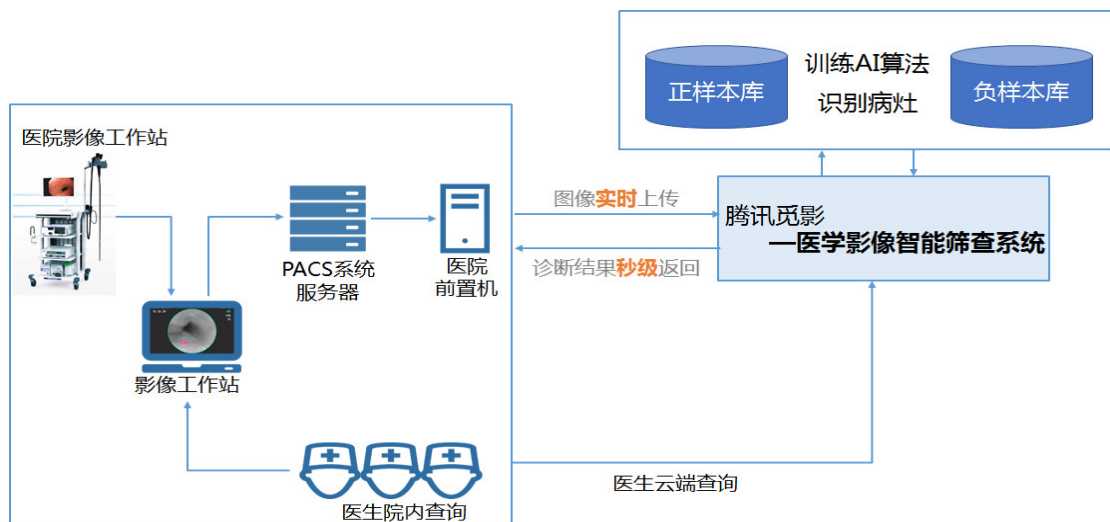 正样本库
训练AI算法
识别病灶
负样本库
医院影像工作站
PACS系统
服务器
医院
前置机
图像实时上传
诊断结果秒级返回
腾讯觅影
—医学影像智能筛查系统
影像工作站
医生院内查询
医生云端查询